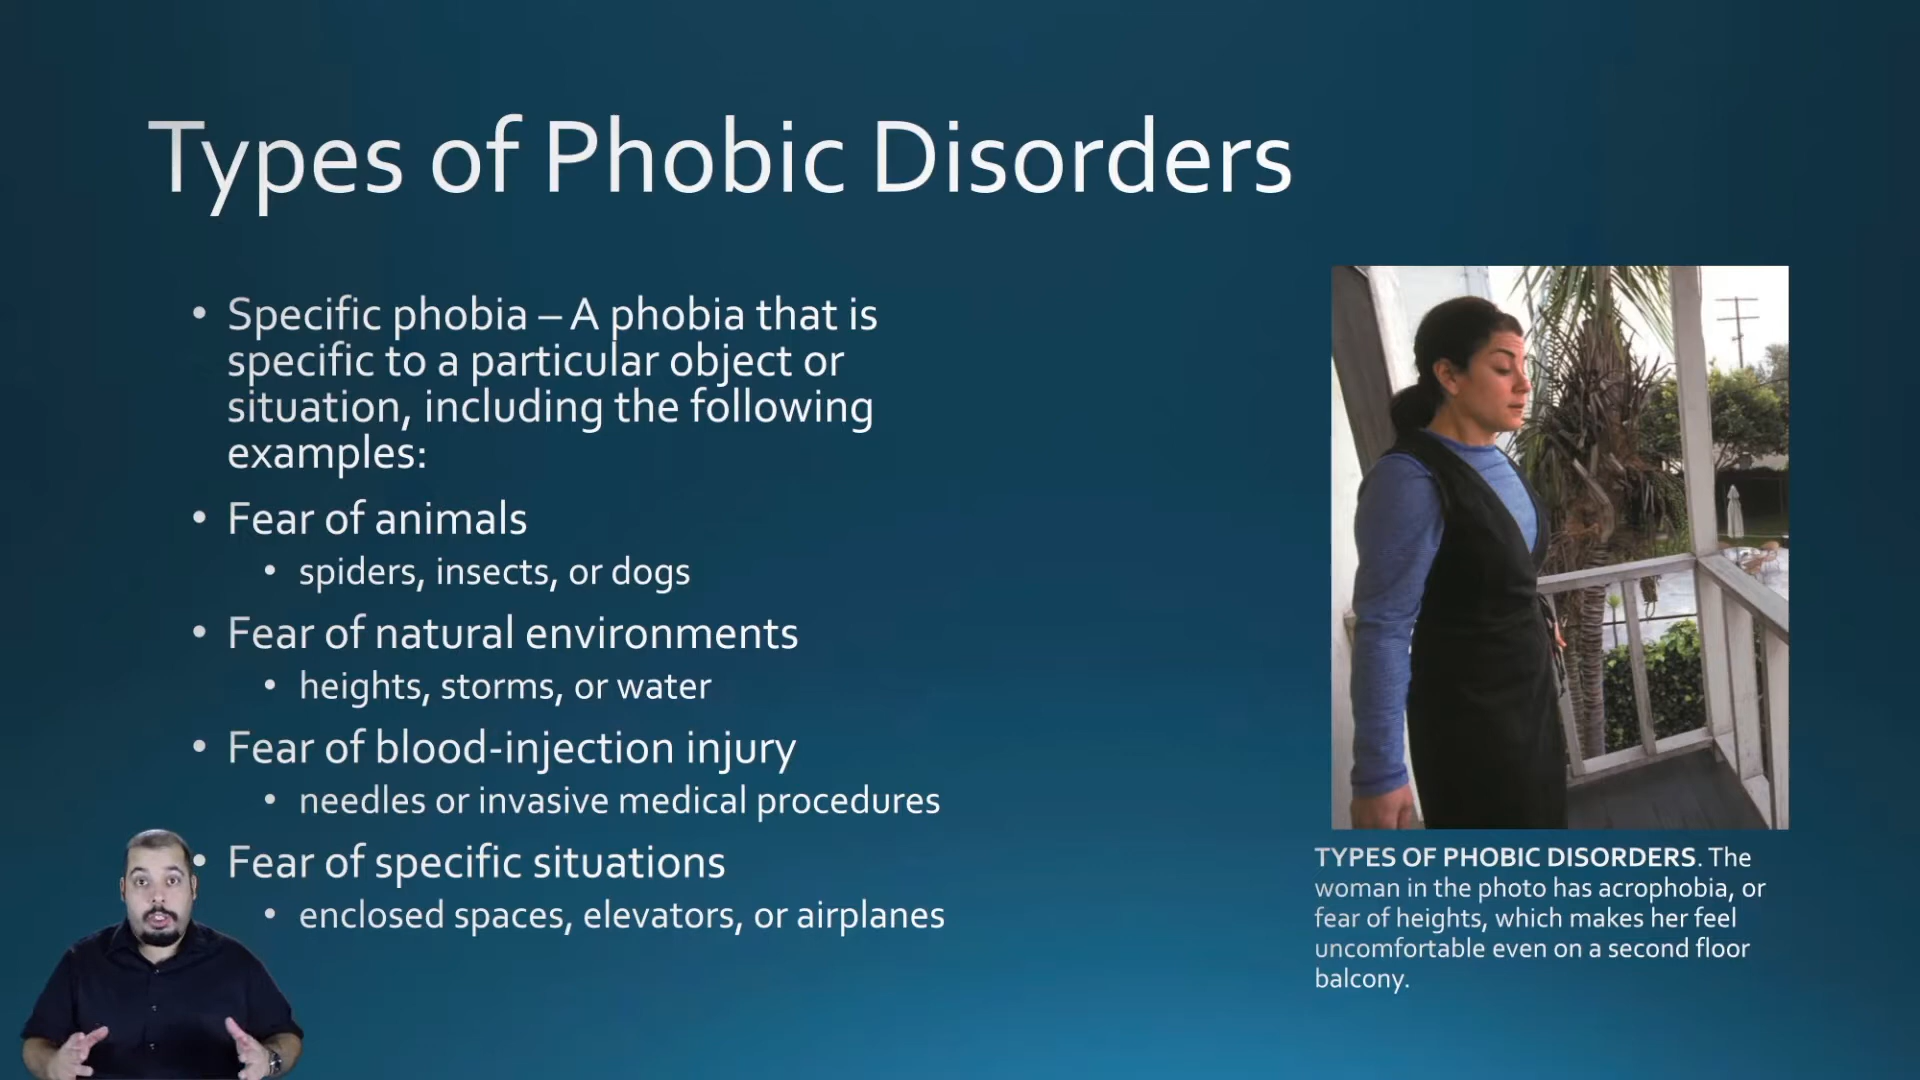 Types of Phobic Disorders
• Specific phobia – A phobia that is
specific to a particular object or
situation, including the following
examples:
• Fear of animals
• spiders, insects, or dogs
• Fear of natural environments
• heights, storms, or water
• Fear of blood-injection injury
• needles or invasive medical procedures
• Fear of specific situations
• enclosed spaces, elevators, or airplanes
TYPES OF PHOBIC DISORDERS. The
woman in the photo has acrophobia, or
fear of heights, which makes her feel
uncomfortable even on a second floor
balcony.